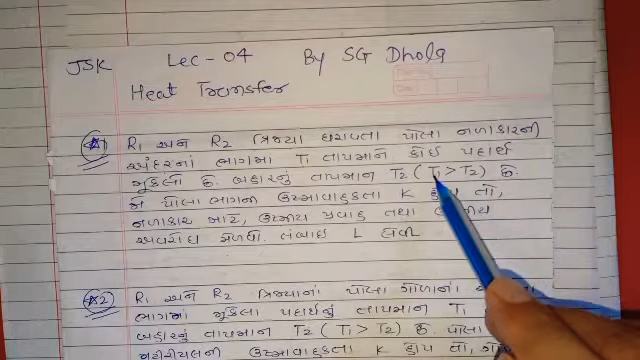 JSK Lec-04 By SG Dhola
Heat Transfer
1 R₁ અને R₂ ત્રિજ્યા ધરાવતા પોલા નળાકારની
અંદરનાં ભાગમાં T₁ તાપમાને કોઈ પદાર્થ
મૂકેલો છે. બહારનું તાપમાન T₂ (T₁ > T₂) છે.
જો પોલા ભાગની ઉષ્માવાહકતા K હોય તો,
નળાકાર માટે, ઉષ્મીય પ્રવાહ તથા
અવરોધ મેળવો. લંબાઈ L લેવી
2 R₁ અને R₂ ત્રિજ્યાનાં પોલા ગોળાનાં
ભાગમાં મૂકેલા પદાર્થનું તાપમાન T₁
બહારનું તાપમાન T₂ (T₁ > T₂) છે. પોલા
મટીરીયલની ઉષ્માવાહકતા K હોય તો,